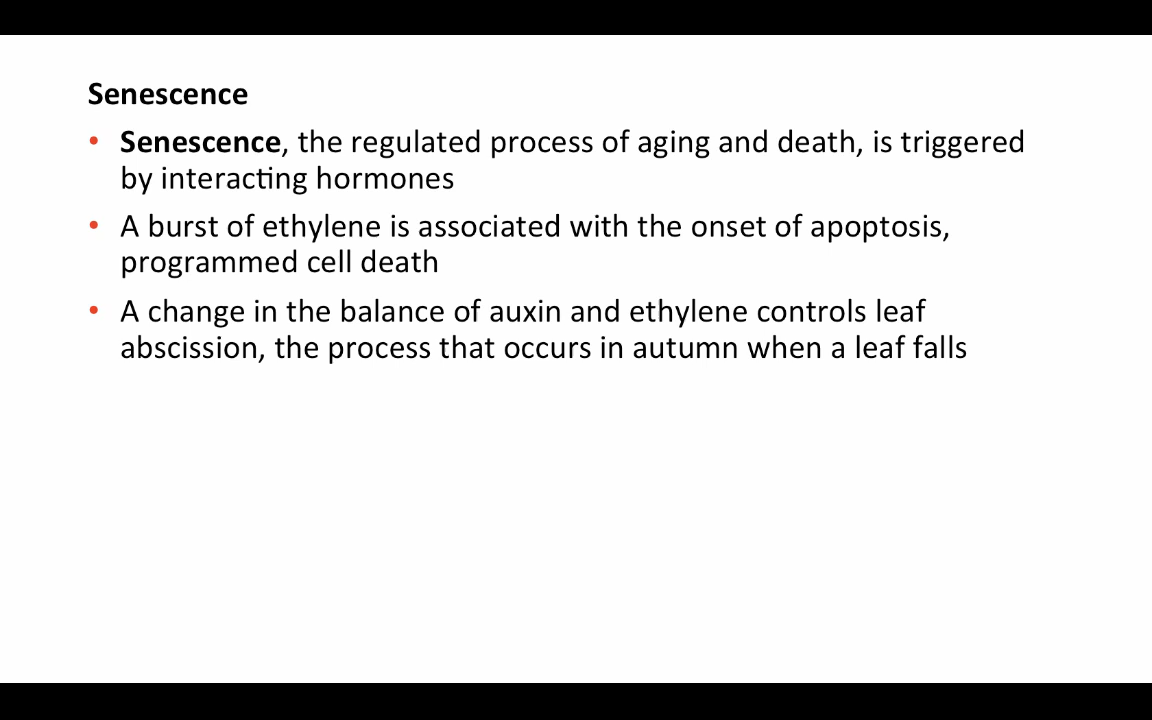 Senescence
• Senescence, the regulated process of aging and death, is triggered
by interacting hormones
• A burst of ethylene is associated with the onset of apoptosis,
programmed cell death
• A change in the balance of auxin and ethylene controls leaf
abscission, the process that occurs in autumn when a leaf falls